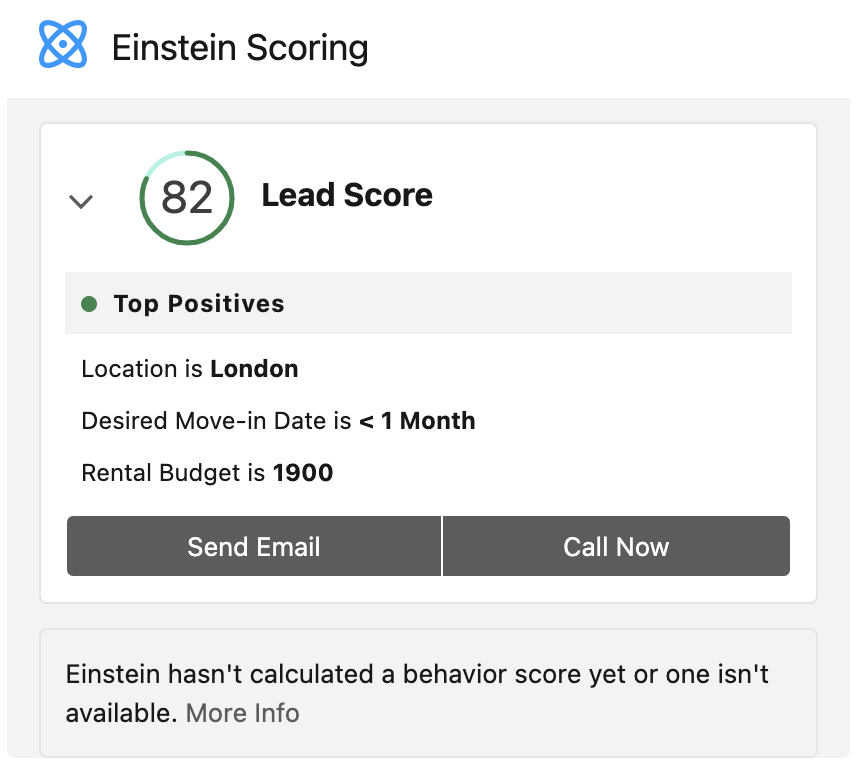 Einstein Scoring
82
Lead Score
Top Positives
Location is London
Desired Move-in Date is < 1 Month
Rental Budget is 1900
Send Email
Call Now
Einstein hasn't calculated a behavior score yet or one isn't
available. More Info